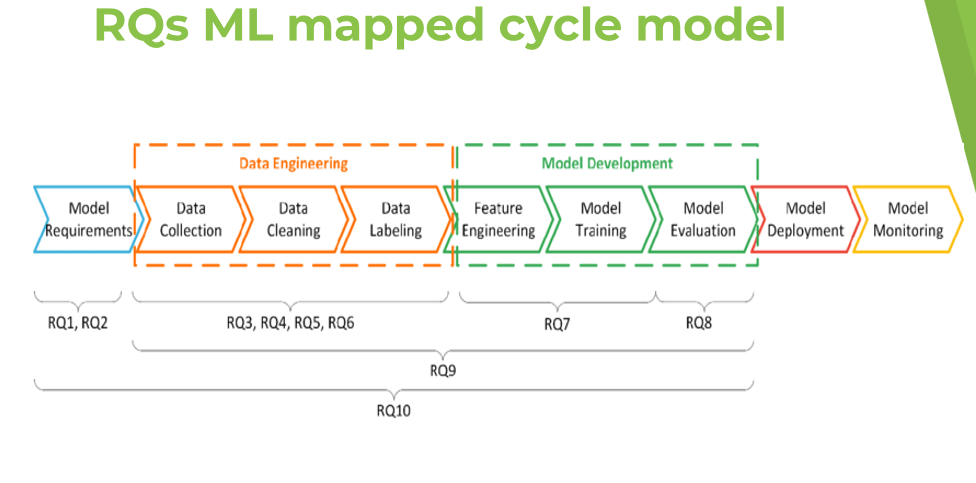 RQs ML mapped cycle model
Data Engineering
Model Development
Model
Requirements
Data
Collection
Data
Cleaning
Data
Labeling
Feature
Engineering
Model
Training
Model
Evaluation
Model
Deployment
Model
Monitoring
RQ1, RQ2
RQ3, RQ4, RQ5, RQ6
RQ7
RQ8
RQ9
RQ10